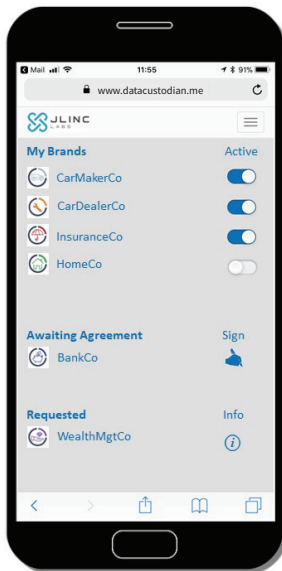 Mail 11:55 91%
www.datacustodian.me
JLINC
LABS
My Brands Active
CarMakerCo
CarDealerCo
InsuranceCo
HomeCo
Awaiting Agreement Sign
BankCo
Requested Info
WealthMgtCo
i